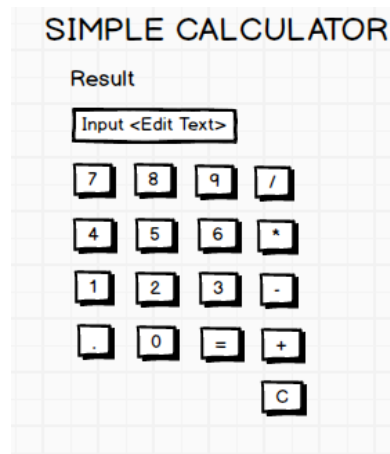 SIMPLE CALCULATOR
Result
Input <Edit Text>
7 8 9 /
4 5 6 *
1 2 3 -
. 0 = +
C